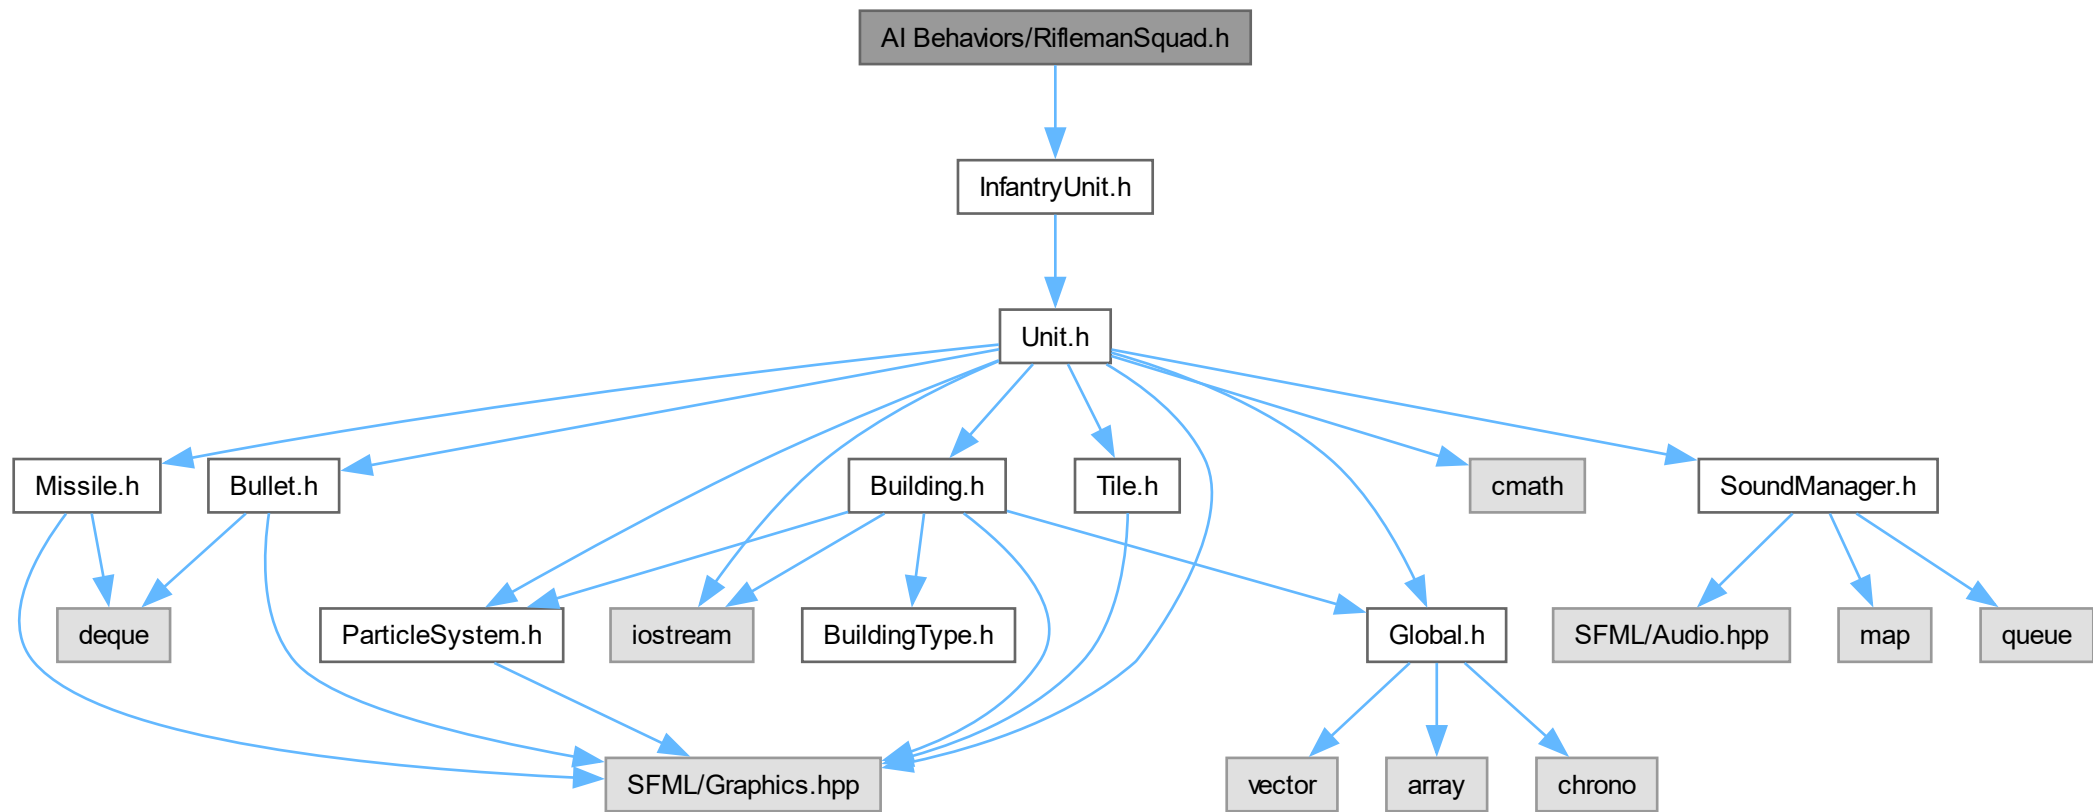 AI Behaviors/RiflemanSquad.h
InfantryUnit.h
Unit.h
Missile.h
Bullet.h
Building.h
Tile.h
cmath
SoundManager.h
deque
ParticleSystem.h
iostream
BuildingType.h
Global.h
SFML/Audio.hpp
map
queue
SFML/Graphics.hpp
vector
array
chrono